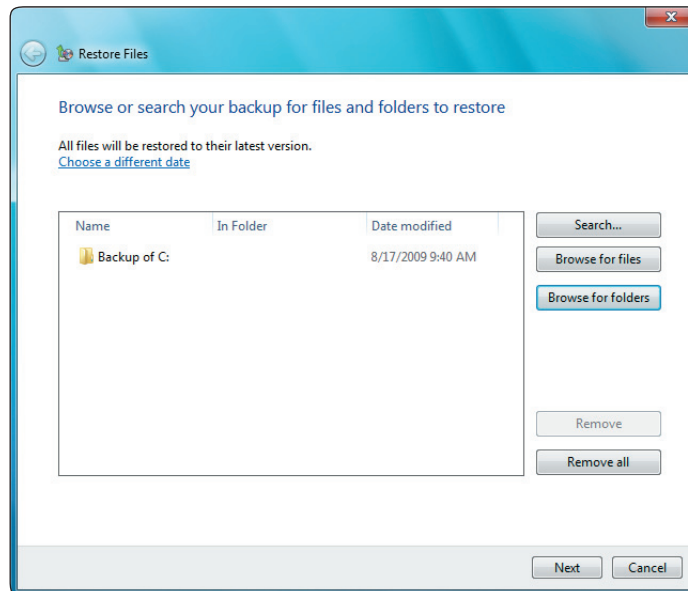 Restore Files
Browse or search your backup for files and folders to restore
All files will be restored to their latest version.
Choose a different date
Name In Folder Date modified
Backup of C: 8/17/2009 9:40 AM
Search...
Browse for files
Browse for folders
Remove
Remove all
Next Cancel